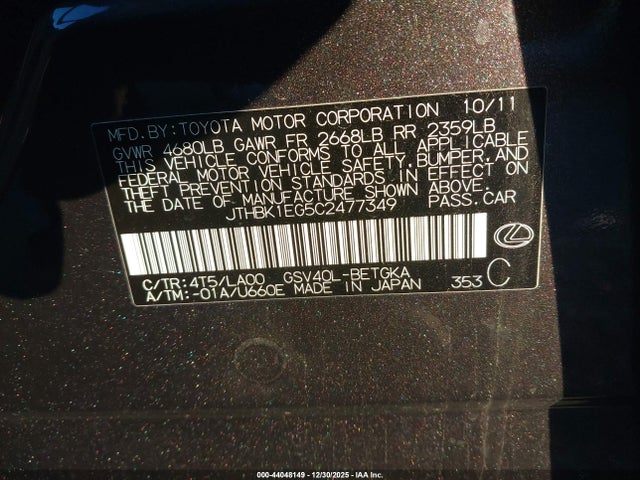 MFD.BY:TOYOTA MOTOR CORPORATION 10/11
GVWR 4680LB GAWR FR 2668LB RR 2359LB
THIS VEHICLE CONFORMS TO ALL APPLICABLE
FEDERAL MOTOR VEHICLE SAFETY,BUMPER,AND
THEFT PREVENTION STANDARDS IN EFFECT ON
THE DATE OF MANUFACTURE SHOWN ABOVE.
JTHBK1EG5C2477349 PASS.CAR
C/TR:4T5/LA00 GSV40L-BETGKA
A/TM:-01A/U660E MADE IN JAPAN 353 C
000-44048149 • 12/30/2025 • IAA Inc.